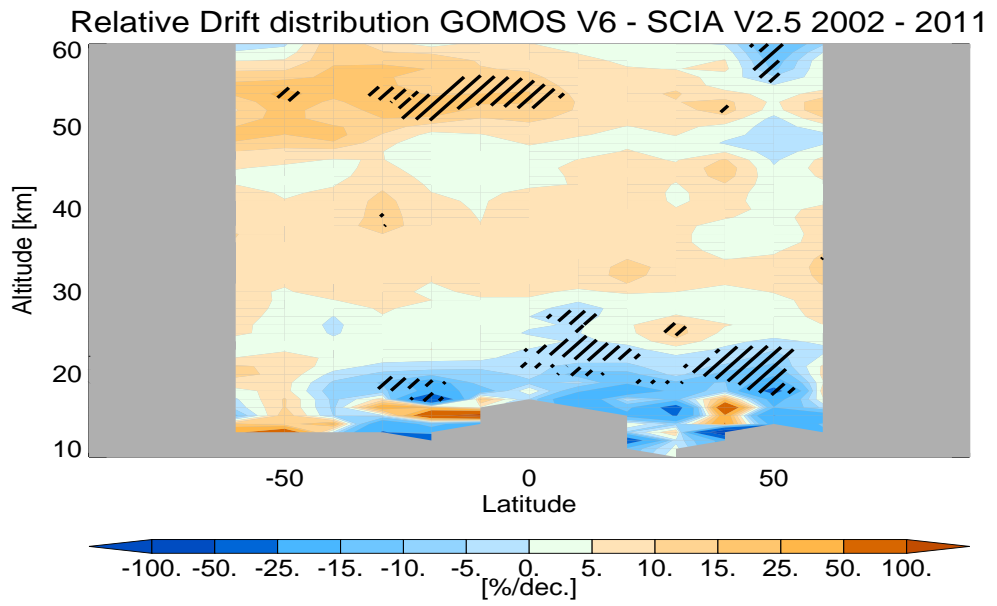 Relative Drift distribution GOMOS V6 - SCIA V2.5 2002 - 2011
60
50
40
30
20
10
Altitude [km]
-50 0 50
Latitude
-100. -50. -25. -15. -10. -5. 0. 5. 10. 15. 25. 50. 100.
[%/dec.]